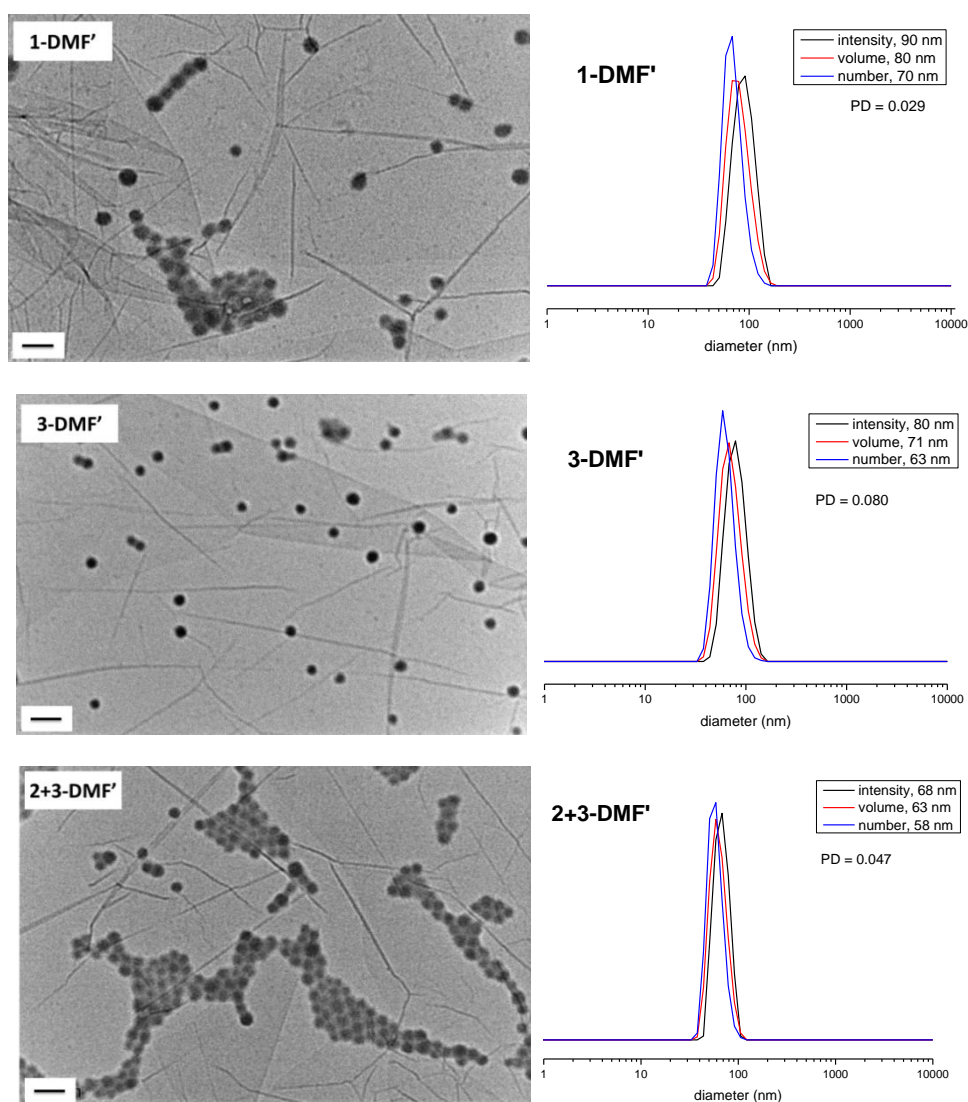 1-DMF’
1-DMF'
intensity, 90 nm
volume, 80 nm
number, 70 nm
PD = 0.029
1 10 100 1000 10000
diameter (nm)
3-DMF’
3-DMF'
intensity, 80 nm
volume, 71 nm
number, 63 nm
PD = 0.080
1 10 100 1000 10000
diameter (nm)
2+3-DMF’
2+3-DMF'
intensity, 68 nm
volume, 63 nm
number, 58 nm
PD = 0.047
1 10 100 1000 10000
diameter (nm)